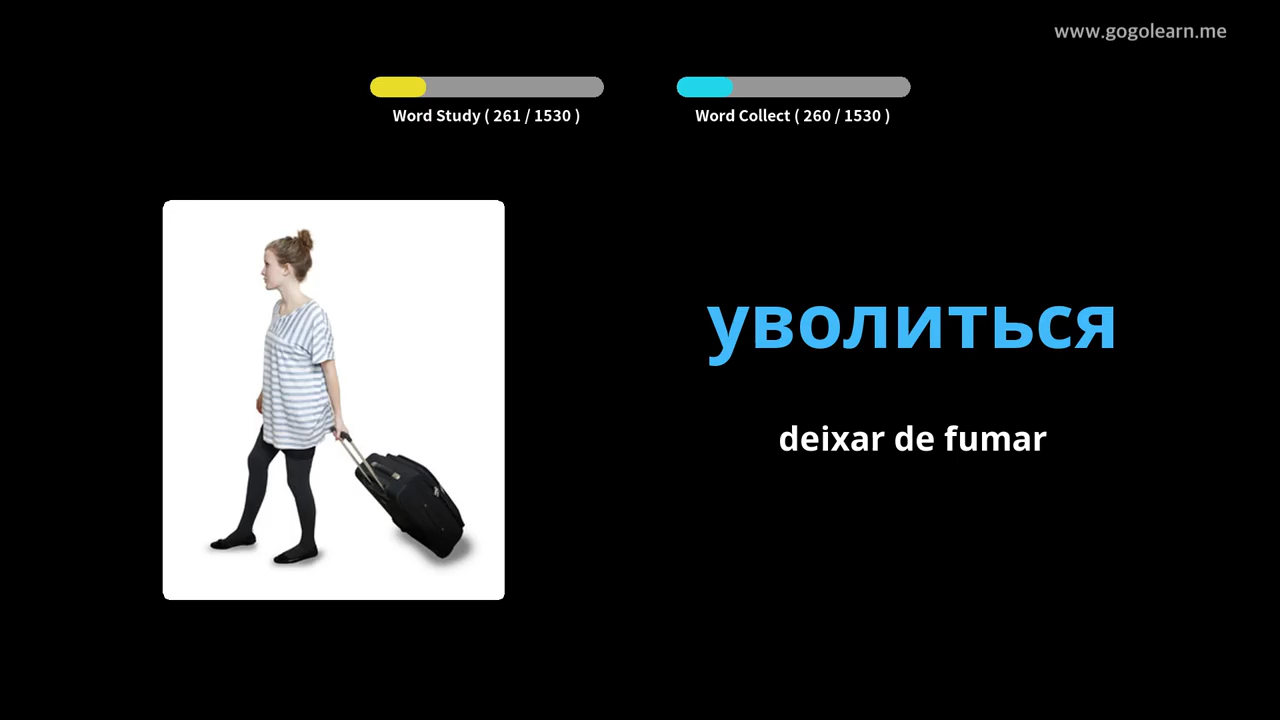 www.gogolearn.me
Word Study ( 261 / 1530 )
Word Collect ( 260 / 1530 )
уволиться
deixar de fumar